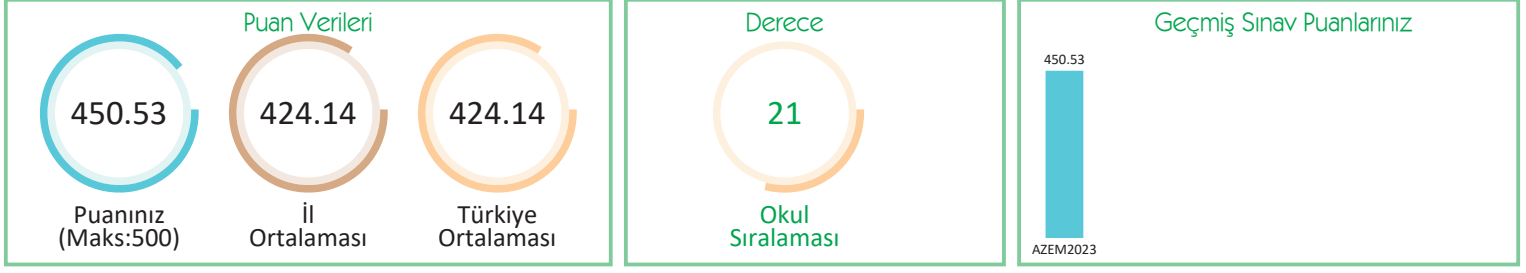 Puan Verileri
450.53
424.14
424.14
Puanınız
(Maks:500)
İl
Ortalaması
Türkiye
Ortalaması
Derece
21
Okul
Sıralaması
Geçmiş Sınav Puanlarınız
450.53
AZEM2023